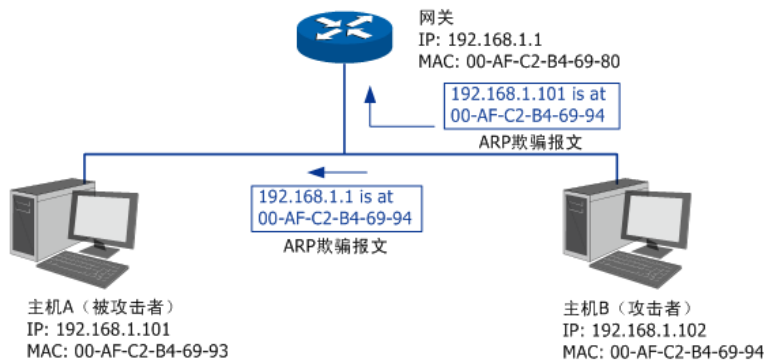 网关
IP: 192.168.1.1
MAC: 00-AF-C2-B4-69-80
192.168.1.101 is at
00-AF-C2-B4-69-94
ARP欺骗报文
192.168.1.1 is at
00-AF-C2-B4-69-94
ARP欺骗报文
主机A（被攻击者）
IP: 192.168.1.101
MAC: 00-AF-C2-B4-69-93
主机B（攻击者）
IP: 192.168.1.102
MAC: 00-AF-C2-B4-69-94